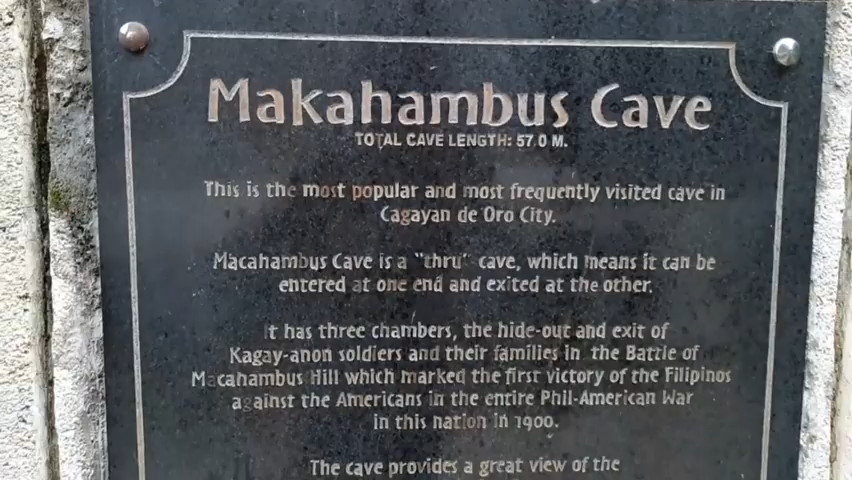 Makahambus Cave
TOTAL CAVE LENGTH: 57.0 M.
This is the most popular and most frequently visited cave in
Cagayan de Oro City.
Macahambus Cave is a "thru" cave, which means it can be
entered at one end and exited at the other.
It has three chambers, the hide-out and exit of
Kagay-anon soldiers and their families in the Battle of
Macahambus Hill which marked the first victory of the Filipinos
against the Americans in the entire Phil-American War
in this nation in 1900.
The cave provides a great view of the